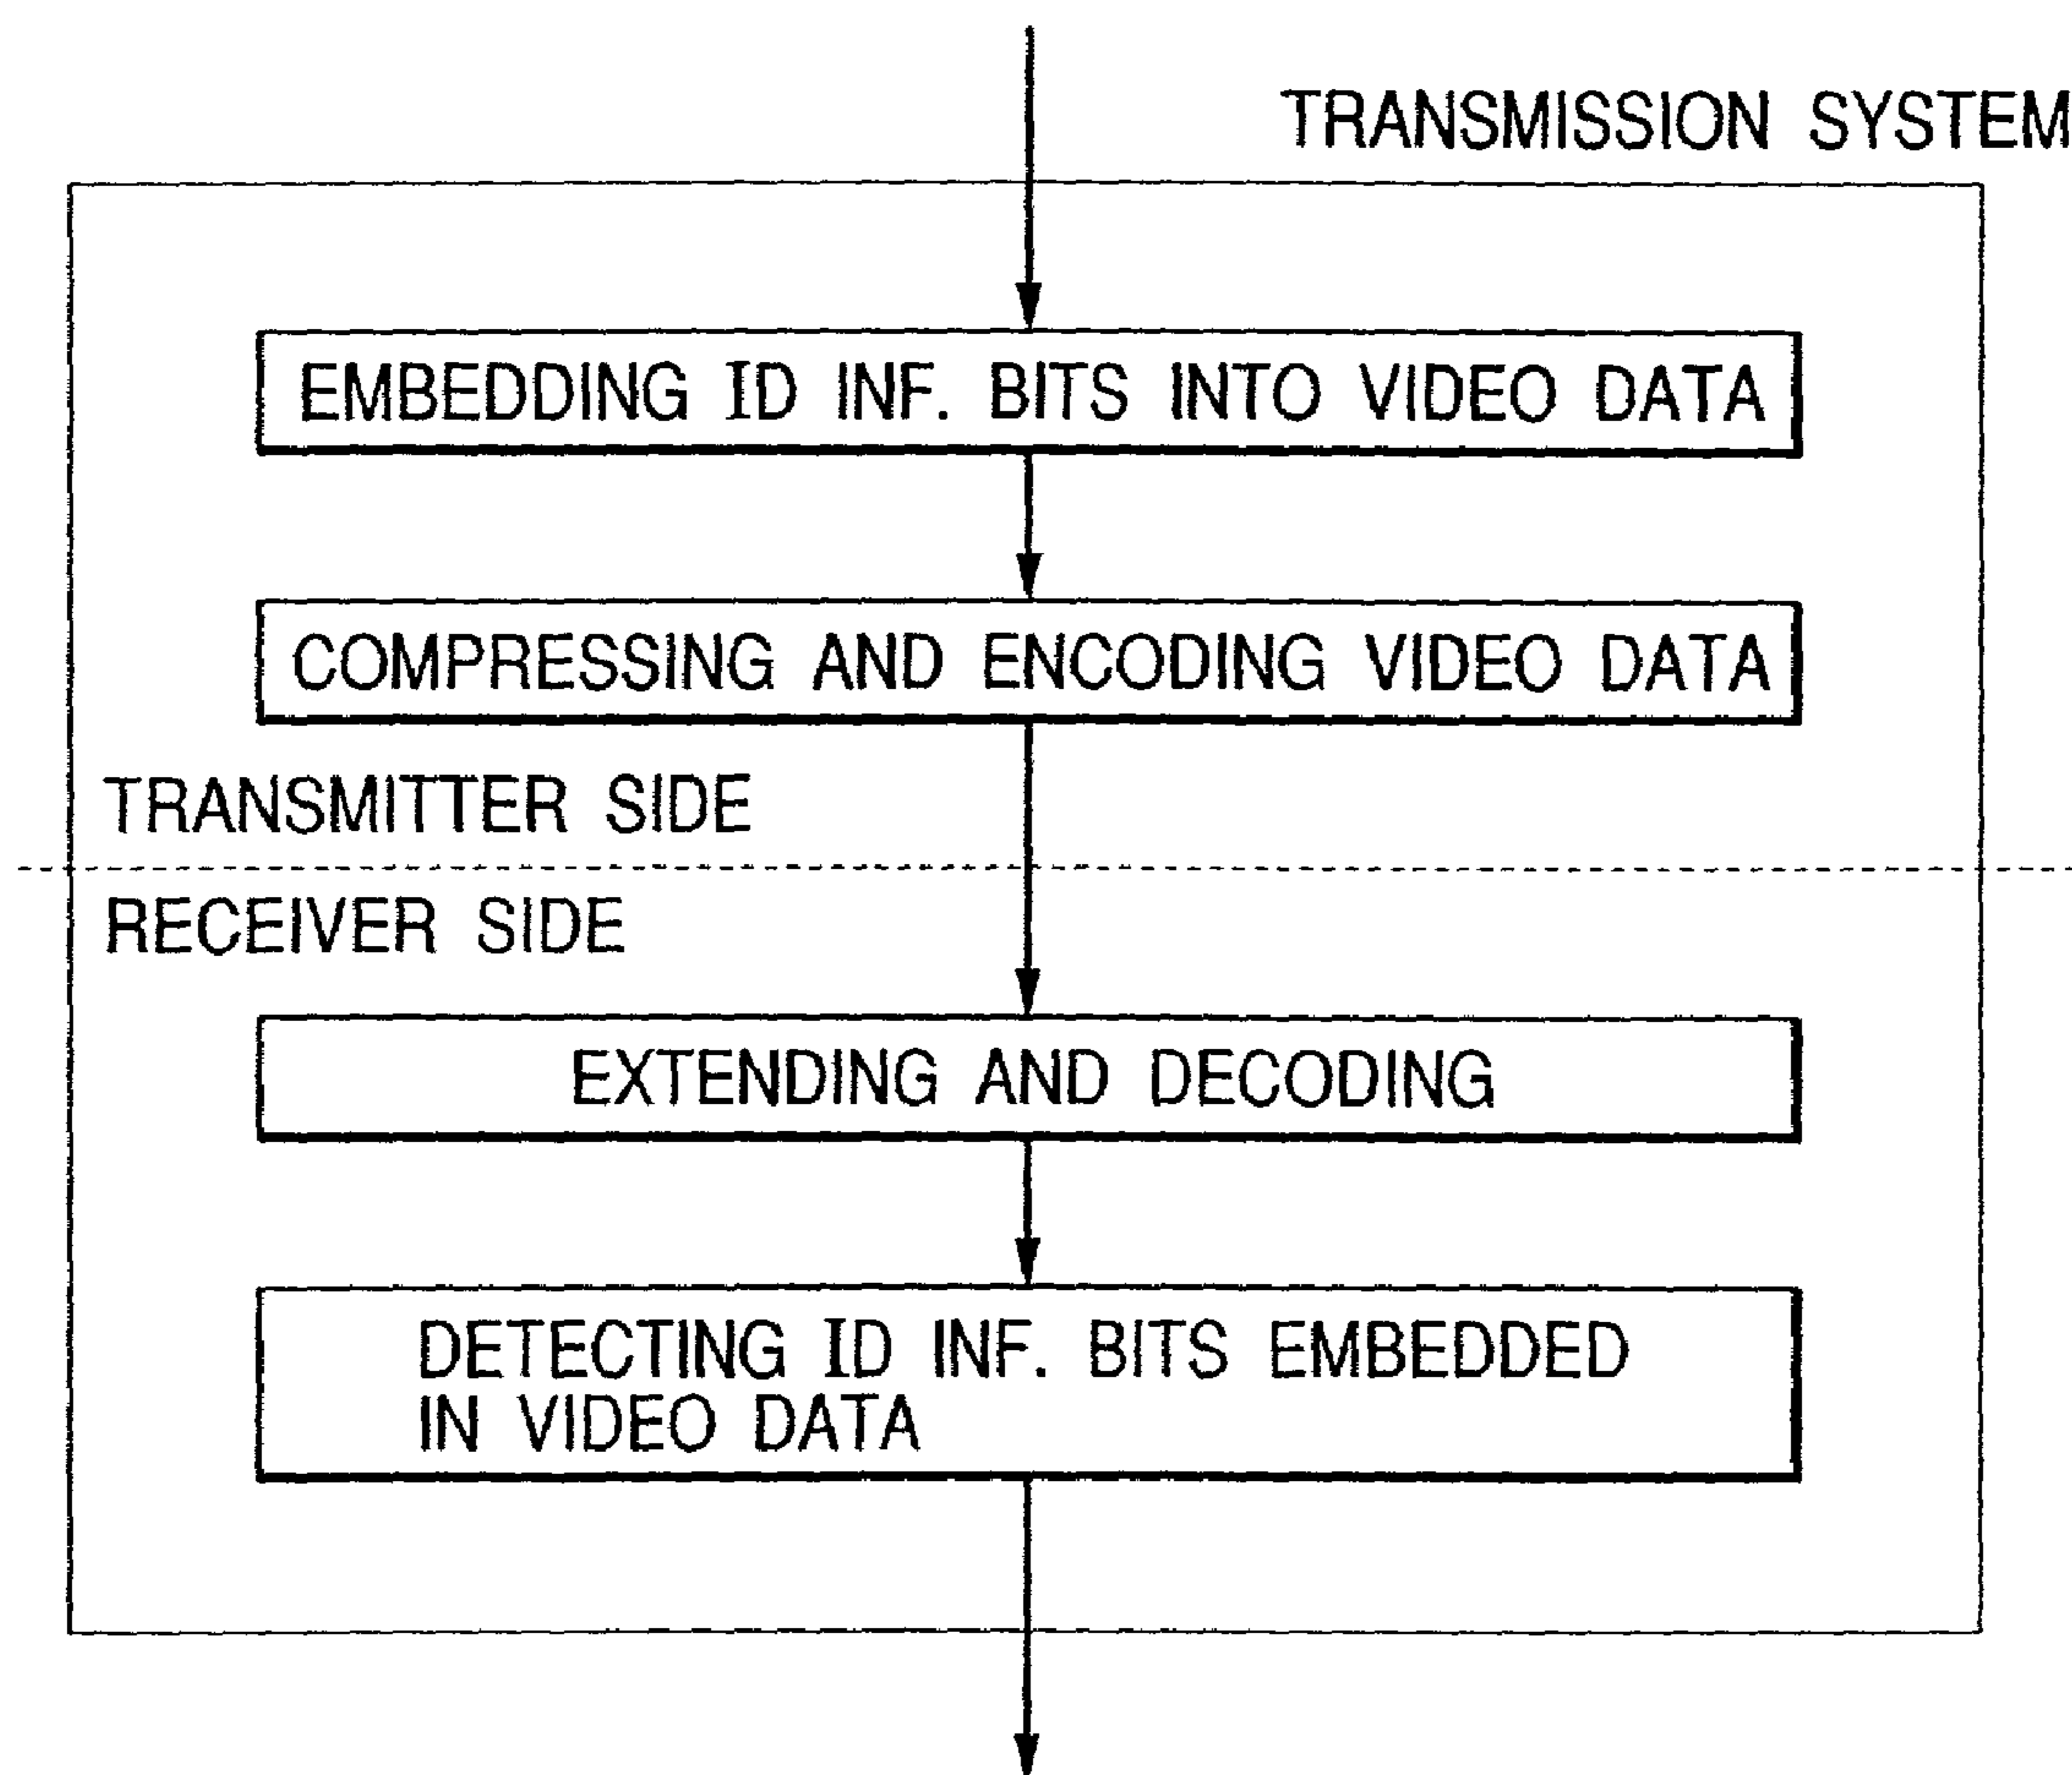 TRANSMISSION SYSTEM
EMBEDDING ID INF. BITS INTO VIDEO DATA
COMPRESSING AND ENCODING VIDEO DATA
TRANSMITTER SIDE
RECEIVER SIDE
EXTENDING AND DECODING
DETECTING ID INF. BITS EMBEDDED
IN VIDEO DATA